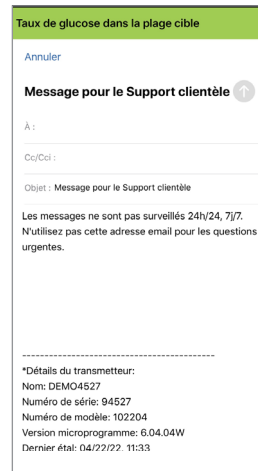 Taux de glucose dans la plage cible
Annuler
Message pour le Support clientèle
À :
Cc/Cci :
Objet : Message pour le Support clientèle
Les messages ne sont pas surveillés 24h/24, 7j/7.
N'utilisez pas cette adresse email pour les questions
urgentes.
-------------------------------------------
*Détails du transmetteur:
Nom: DEMO4527
Numéro de série: 94527
Numéro de modèle: 102204
Version microprogramme: 6.04.04W
Dernier étal: 04/22/22, 11:33